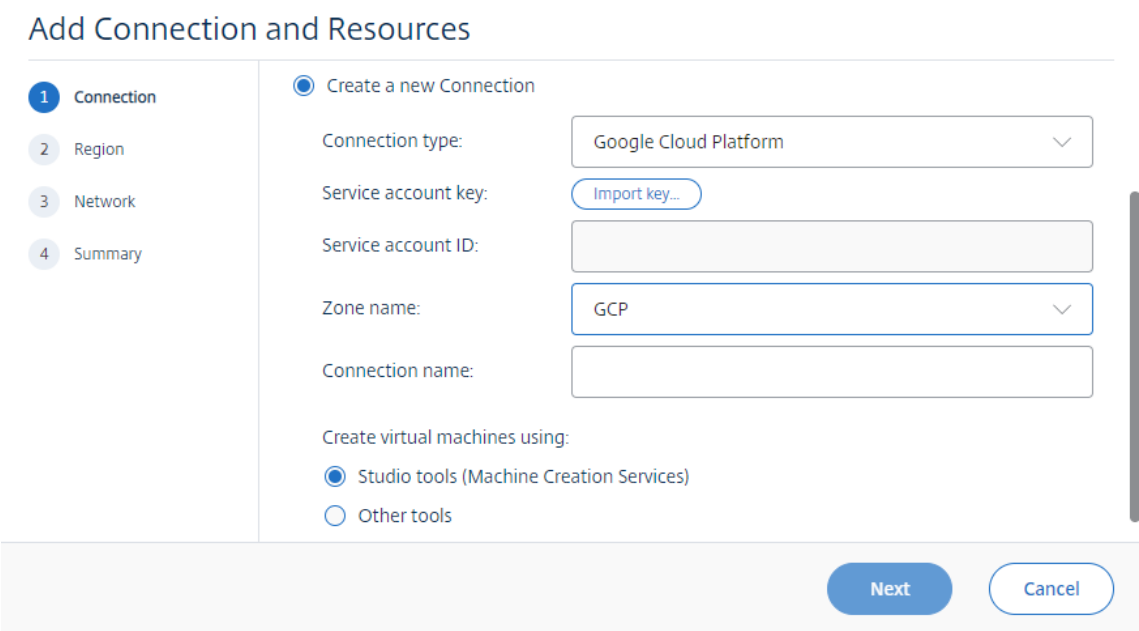 Add Connection and Resources
1 Connection
2 Region
3 Network
4 Summary
Create a new Connection
Connection type: Google Cloud Platform
Service account key: Import key...
Service account ID:
Zone name: GCP
Connection name:
Create virtual machines using:
Studio tools (Machine Creation Services)
Other tools
Next Cancel